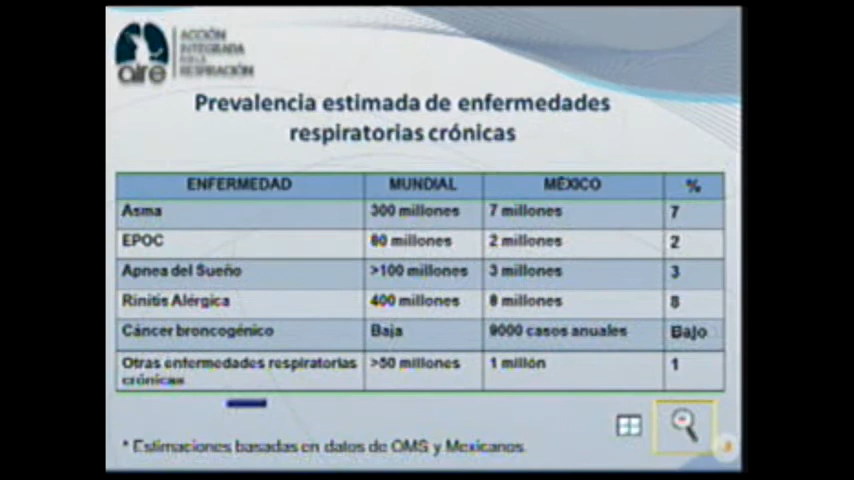 ACCIÓN
INTEGRADA
POR LA
RESPIRACIÓN
aire
Prevalencia estimada de enfermedades
respiratorias crónicas
ENFERMEDAD MUNDIAL MÉXICO %
Asma 300 millones 7 millones 7
EPOC 80 millones 2 millones 2
Apnea del Sueño >100 millones 3 millones 3
Rinitis Alérgica 400 millones 8 millones 8
Cáncer broncogénico Baja 9000 casos anuales Bajo
Otras enfermedades respiratorias >50 millones 1 millón 1
crónicas
* Estimaciones basadas en datos de OMS y Mexicanos.